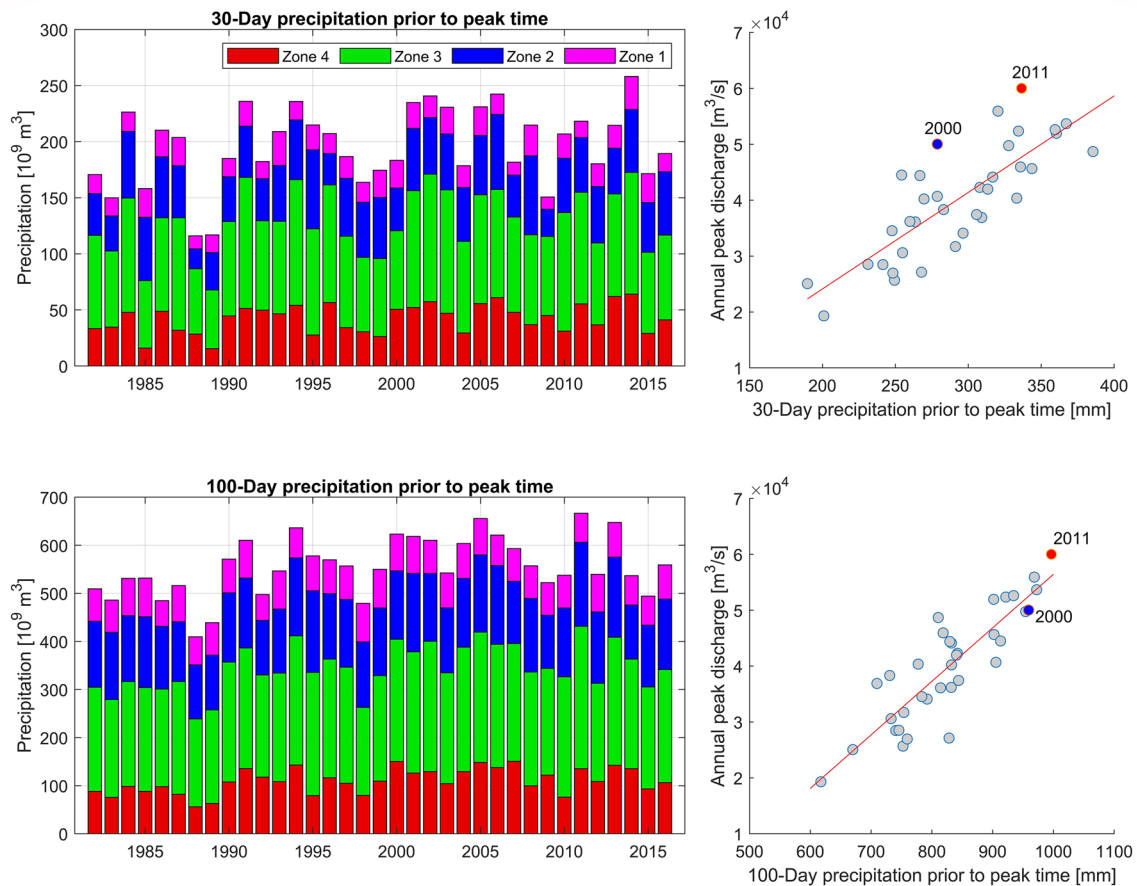 30-Day precipitation prior to peak time
Precipitation [10⁹ m³]
300
250
200
150
100
50
0
Zone 4 Zone 3 Zone 2 Zone 1
1985 1990 1995 2000 2005 2010 2015
Annual peak discharge [m³/s]
×10⁴
7
6
5
4
3
2
1
2011
2000
150 200 250 300 350 400
30-Day precipitation prior to peak time [mm]
100-Day precipitation prior to peak time
Precipitation [10⁹ m³]
700
600
500
400
300
200
100
0
1985 1990 1995 2000 2005 2010 2015
Annual peak discharge [m³/s]
×10⁴
7
6
5
4
3
2
1
2011
2000
500 600 700 800 900 1000 1100
100-Day precipitation prior to peak time [mm]